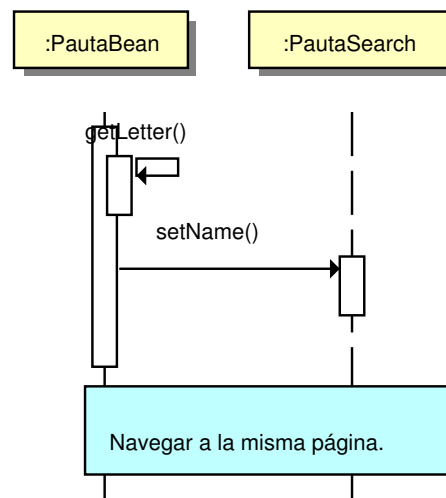 :PautaBean
:PautaSearch
getLetter()
setName()
Navegar a la misma página.